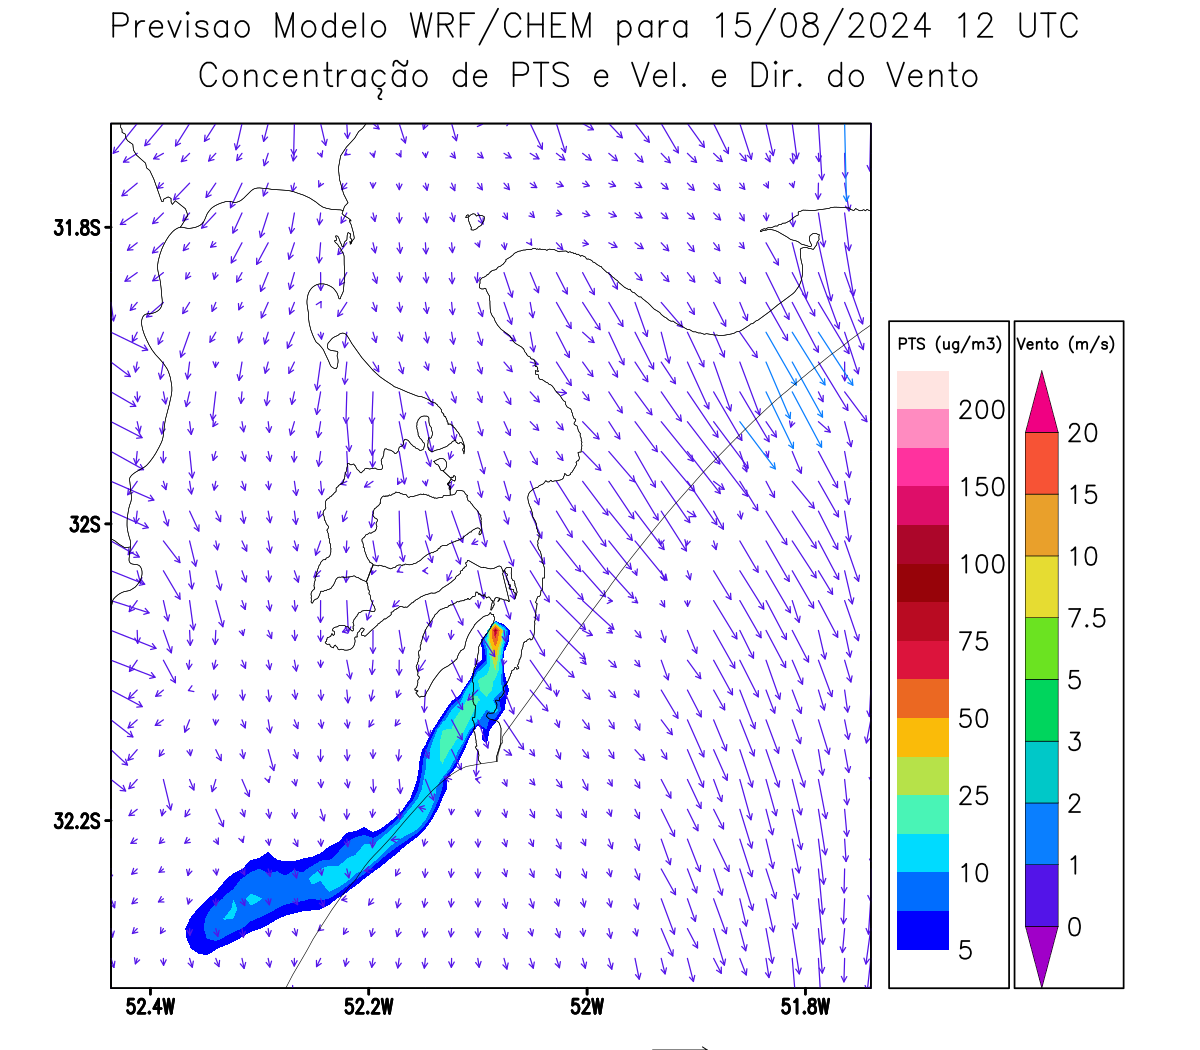 Previsao Modelo WRF/CHEM para 15/08/2024 12 UTC
Concentração de PTS e Vel. e Dir. do Vento
31.8S
32S
32.2S
52.4W
52.2W
52W
51.8W
PTS (ug/m3)
200
150
100
75
50
25
10
5
Vento (m/s)
20
15
10
7.5
5
3
2
1
0